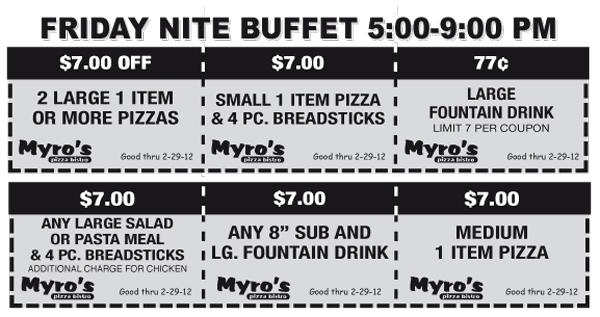 FRIDAY NITE BUFFET 5:00-9:00 PM
$7.00 OFF
2 LARGE 1 ITEM
OR MORE PIZZAS
Myro's
pizza bistro
Good thru 2-29-12
$7.00
SMALL 1 ITEM PIZZA
& 4 PC. BREADSTICKS
Myro's
pizza bistro
Good thru 2-29-12
77¢
LARGE
FOUNTAIN DRINK
LIMIT 7 PER COUPON
Myro's
pizza bistro
Good thru 2-29-12
$7.00
ANY LARGE SALAD
OR PASTA MEAL
& 4 PC. BREADSTICKS
ADDITIONAL CHARGE FOR CHICKEN
Myro's
pizza bistro
Good thru 2-29-12
$7.00
ANY 8” SUB AND
LG. FOUNTAIN DRINK
Myro's
pizza bistro
Good thru 2-29-12
$7.00
MEDIUM
1 ITEM PIZZA
Myro's
pizza bistro
Good thru 2-29-12